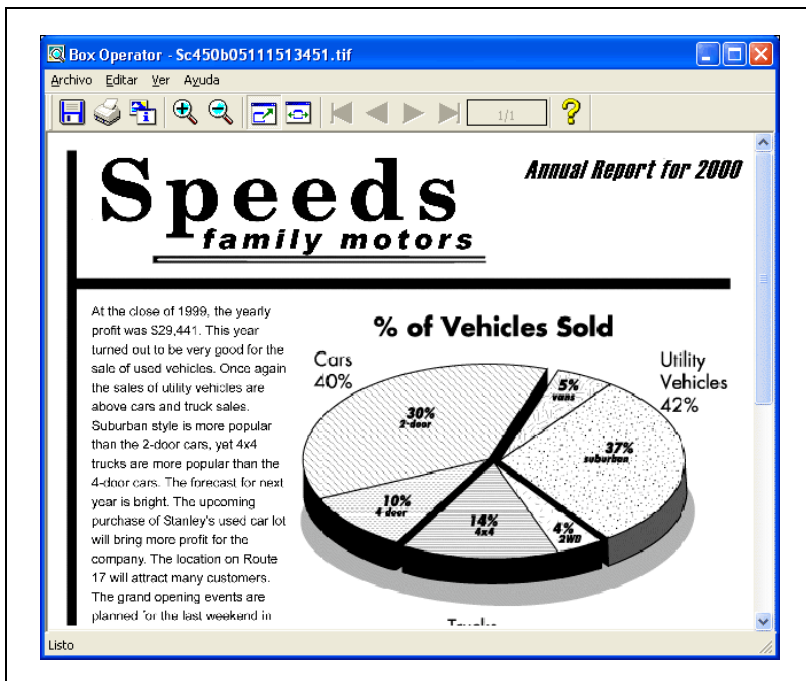 Box Operator - Sc450b05111513451.tif
Archivo Editar Ver Ayuda
1/1
Speeds
family motors
Annual Report for 2000
At the close of 1999, the yearly
profit was $29,441. This year
turned out to be very good for the
sale of used vehicles. Once again
the sales of utility vehicles are
above cars and truck sales.
Suburban style is more popular
than the 2-door cars, yet 4x4
trucks are more popular than the
4-door cars. The forecast for next
year is bright. The upcoming
purchase of Stanley's used car lot
will bring more profit for the
company. The location on Route
17 will attract many customers.
The grand opening events are
planned for the last weekend in
% of Vehicles Sold
Cars
40%
Utility
Vehicles
42%
5%
vans
30%
2-door
37%
suburban
10%
4 door
14%
4x4
4%
2WD
Trucks
Listo